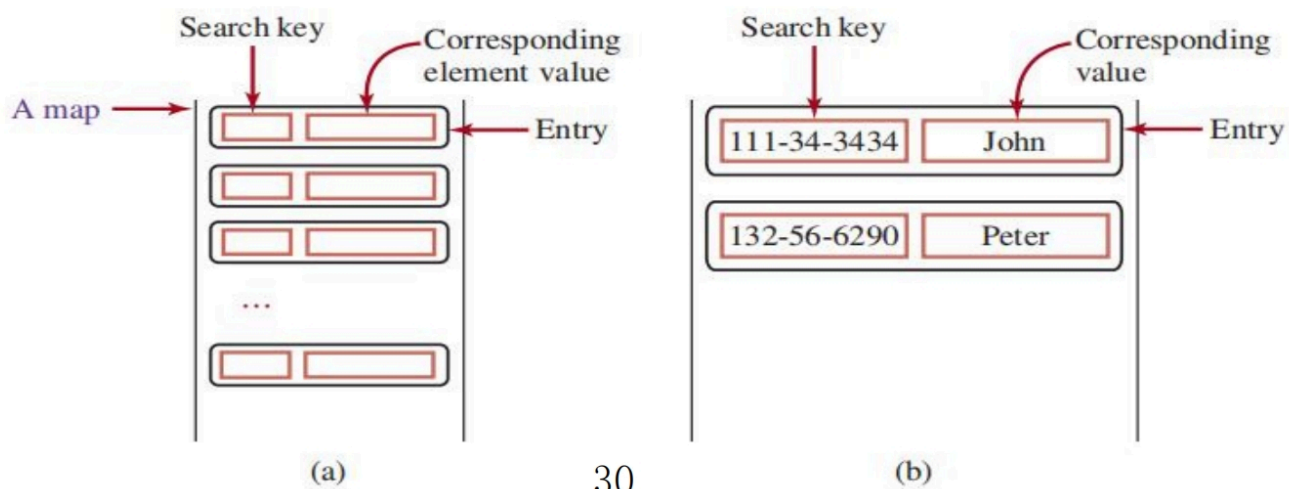 Search key
Corresponding
element value
A map
Entry
...
(a)
30
Search key
Corresponding
value
111-34-3434 John
Entry
132-56-6290 Peter
(b)